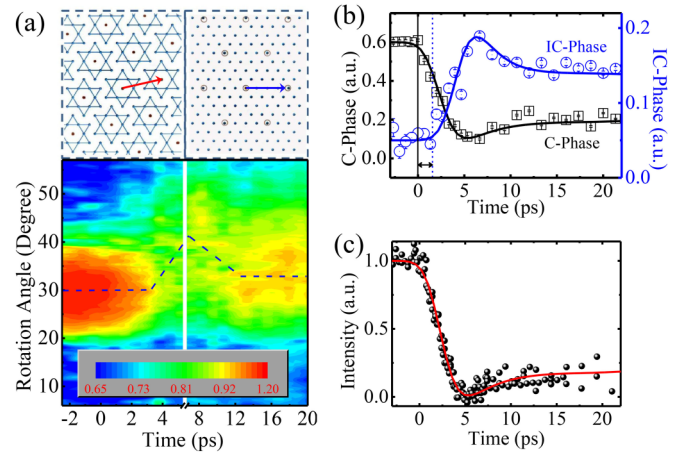 (a)
Rotation Angle (Degree)
50
40
30
20
10
0.65 0.73 0.81 0.92 1.20
-2 0 2 4 8 12 16 20
Time (ps)
(b)
C-Phase (a.u.)
0.6
0.4
0.2
0.0
IC-Phase
C-Phase
0.2
0.1
0
IC-Phase (a.u.)
0 5 10 15 20
Time (ps)
(c)
Intensity (a.u.)
1.0
0.5
0.0
0 5 10 15 20
Time (ps)